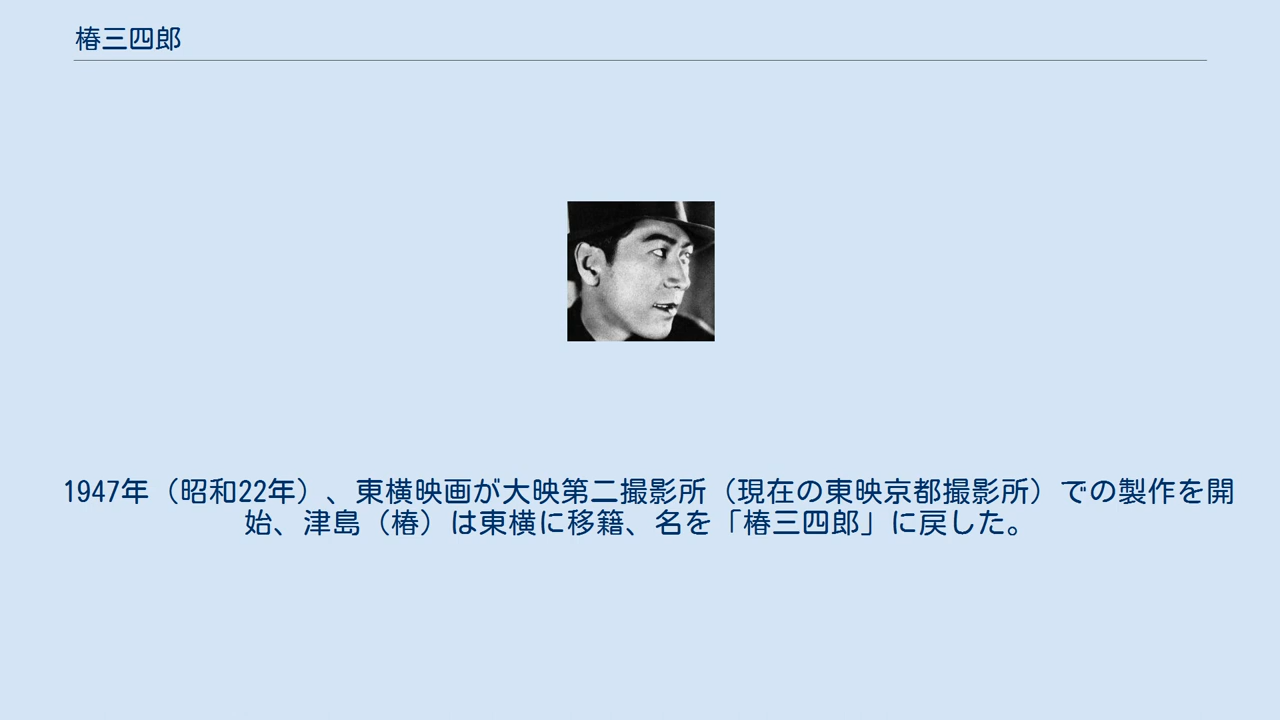 椿三四郎
1947年（昭和22年）、東横映画が大映第二撮影所（現在の東映京都撮影所）での製作を開
始、津島（椿）は東横に移籍、名を「椿三四郎」に戻した。